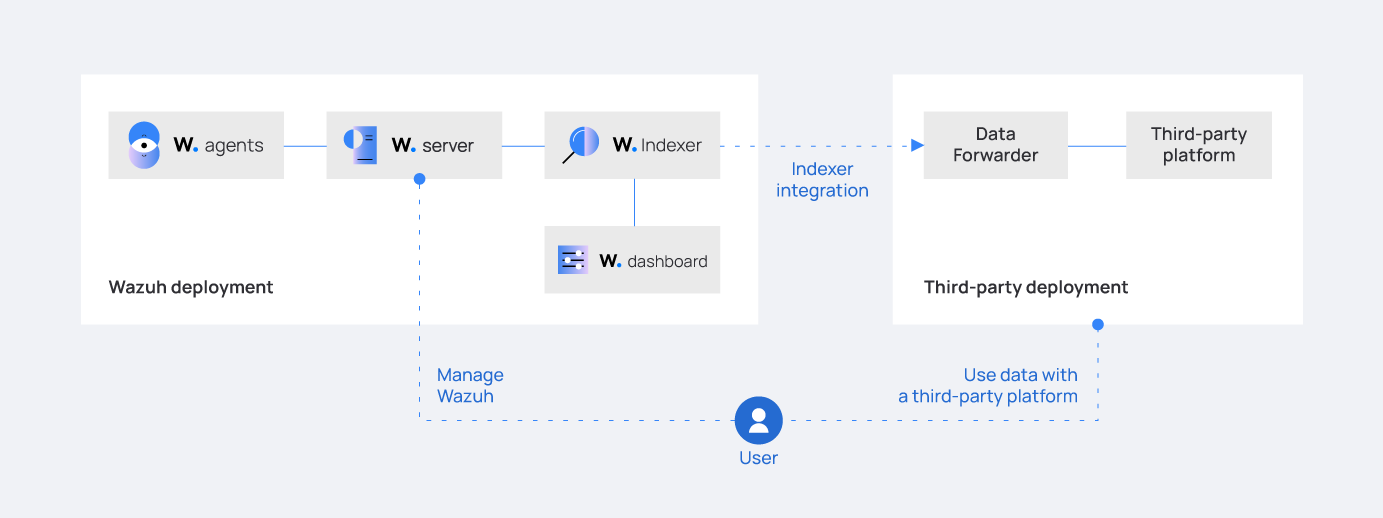 W. agents
W. server
W. Indexer
Data
Forwarder
Third-party
platform
Indexer
integration
W. dashboard
Wazuh deployment
Third-party deployment
Manage
Wazuh
Use data with
a third-party platform
User